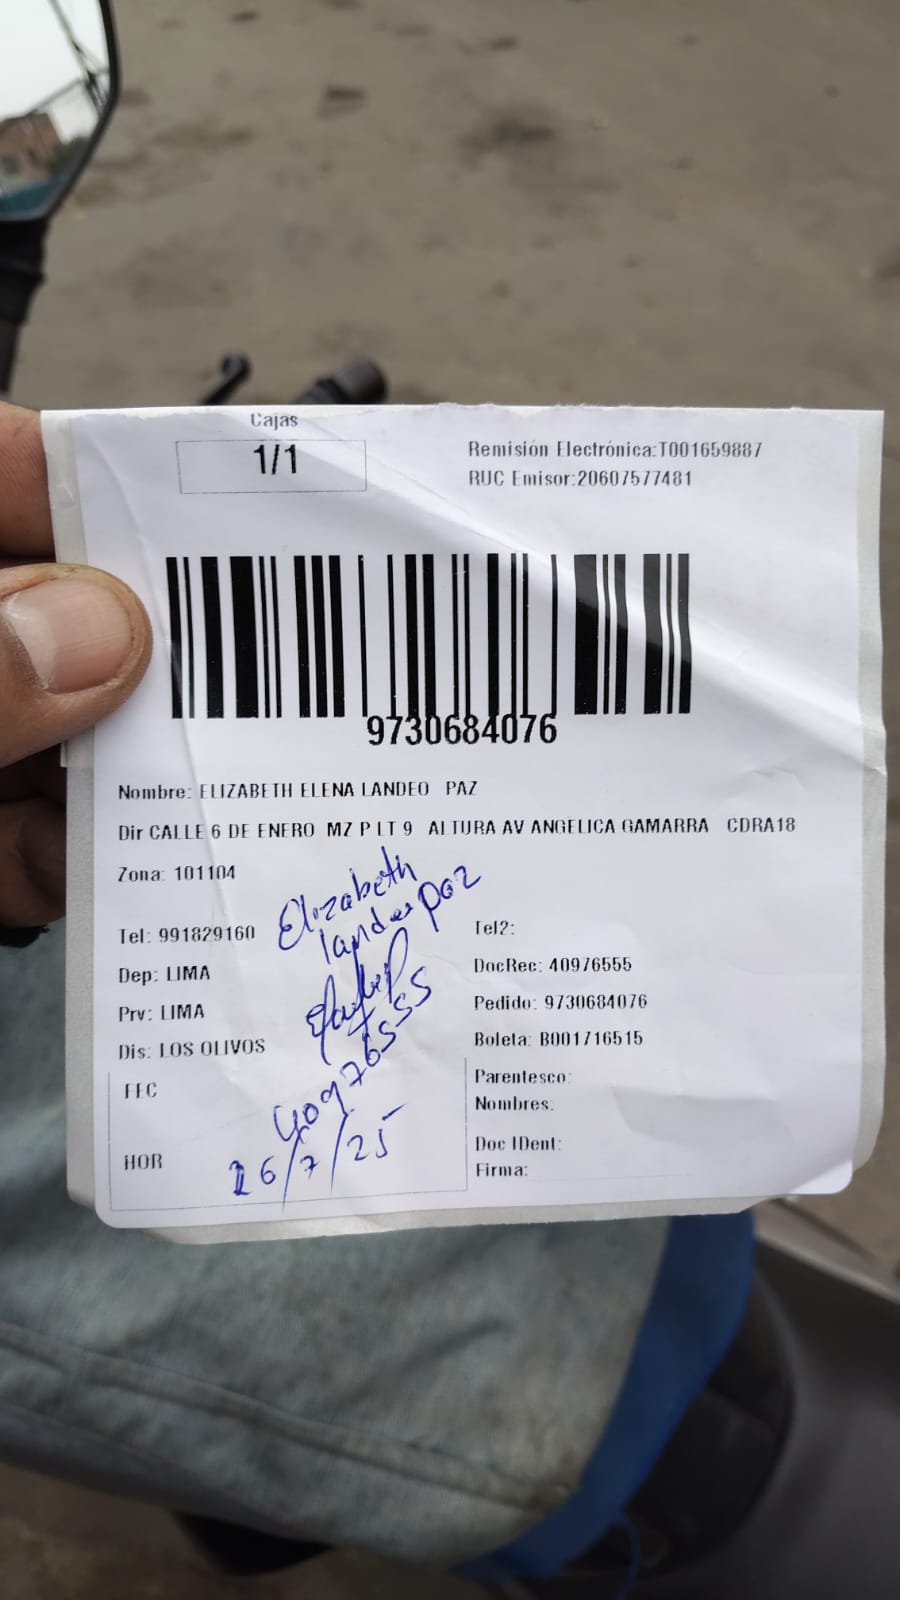 Cajas
1/1
Remisión Electrónica:T001659887
RUC Emisor:20607577481
9730684076
Nombre: ELIZABETH ELENA LANDEO PAZ
Dir CALLE 6 DE ENERO MZ P LT 9 ALTURA AV ANGELICA GAMARRA CDRA18
Zona: 101104
Elizabeth
landeo paz
40976555
26/7/25
Tel: 991829160
Dep: LIMA
Prv: LIMA
Dis: LOS OLIVOS
FEC
HOR
Tel2:
DocRec: 40976555
Pedido: 9730684076
Boleta: B001716515
Parentesco:
Nombres:
Doc IDent:
Firma: